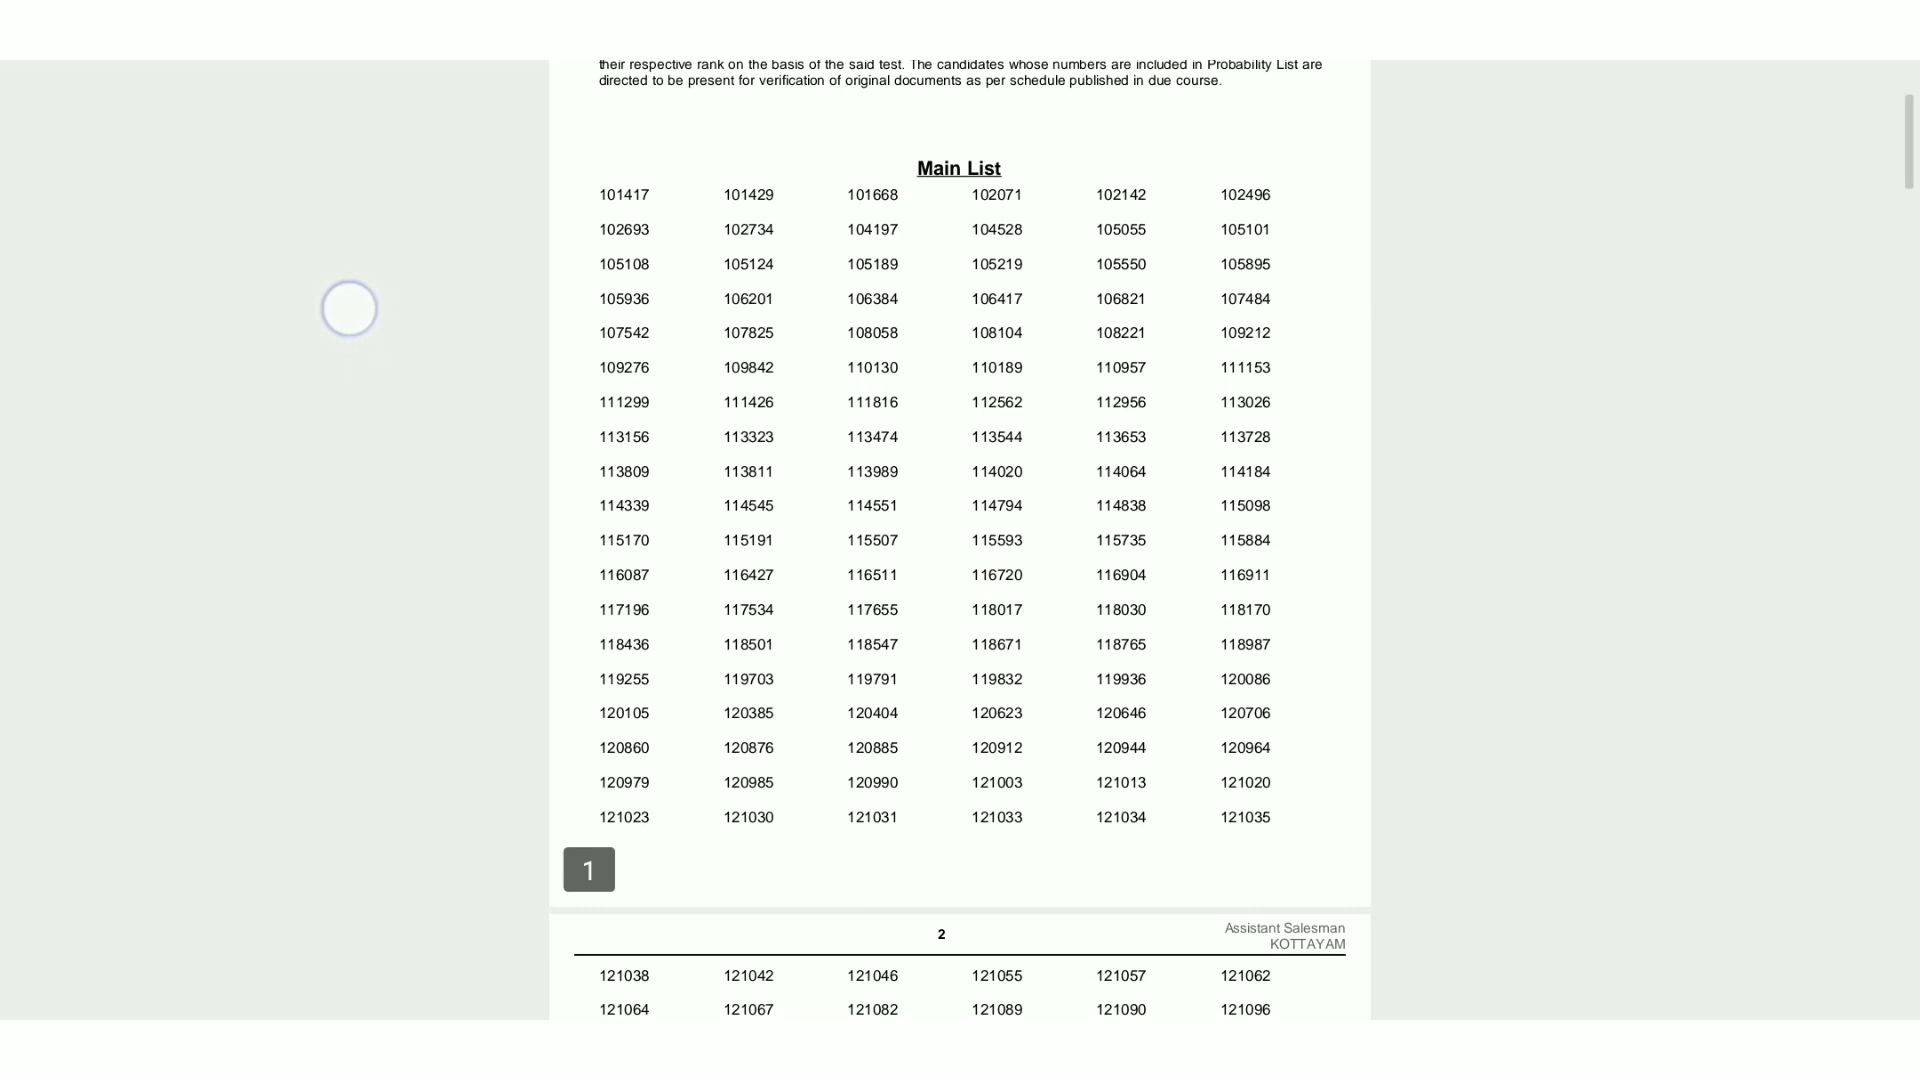 their respective rank on the basis of the said test. The candidates whose numbers are included in Probability List are
directed to be present for verification of original documents as per schedule published in due course.
Main List
101417 101429 101668 102071 102142 102496
102693 102734 104197 104528 105055 105101
105108 105124 105189 105219 105550 105895
105936 106201 106384 106417 106821 107484
107542 107825 108058 108104 108221 109212
109276 109842 110130 110189 110957 111153
111299 111426 111816 112562 112956 113026
113156 113323 113474 113544 113653 113728
113809 113811 113989 114020 114064 114184
114339 114545 114551 114794 114838 115098
115170 115191 115507 115593 115735 115884
116087 116427 116511 116720 116904 116911
117196 117534 117655 118017 118030 118170
118436 118501 118547 118671 118765 118987
119255 119703 119791 119832 119936 120086
120105 120385 120404 120623 120646 120706
120860 120876 120885 120912 120944 120964
120979 120985 120990 121003 121013 121020
121023 121030 121031 121033 121034 121035
1
2 Assistant Salesman
KOTTAYAM
121038 121042 121046 121055 121057 121062
121064 121067 121082 121089 121090 121096